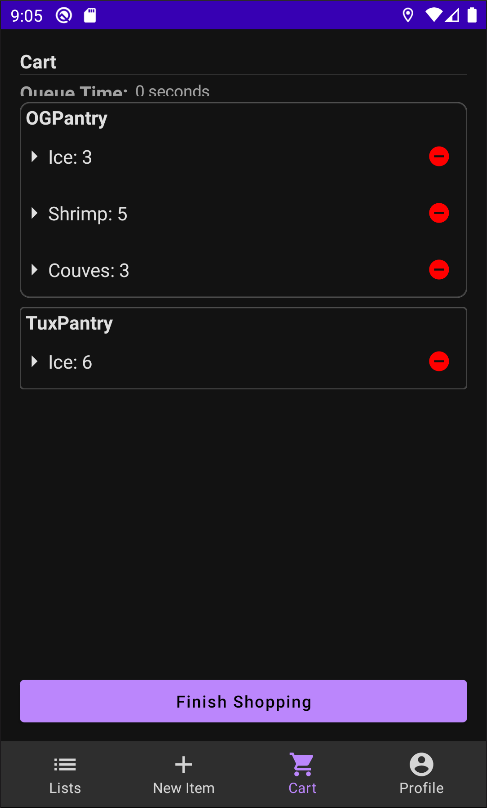 9:05
Cart
Queue Time: 0 seconds
OGPantry
Ice: 3
Shrimp: 5
Couves: 3
TuxPantry
Ice: 6
Finish Shopping
Lists New Item Cart Profile